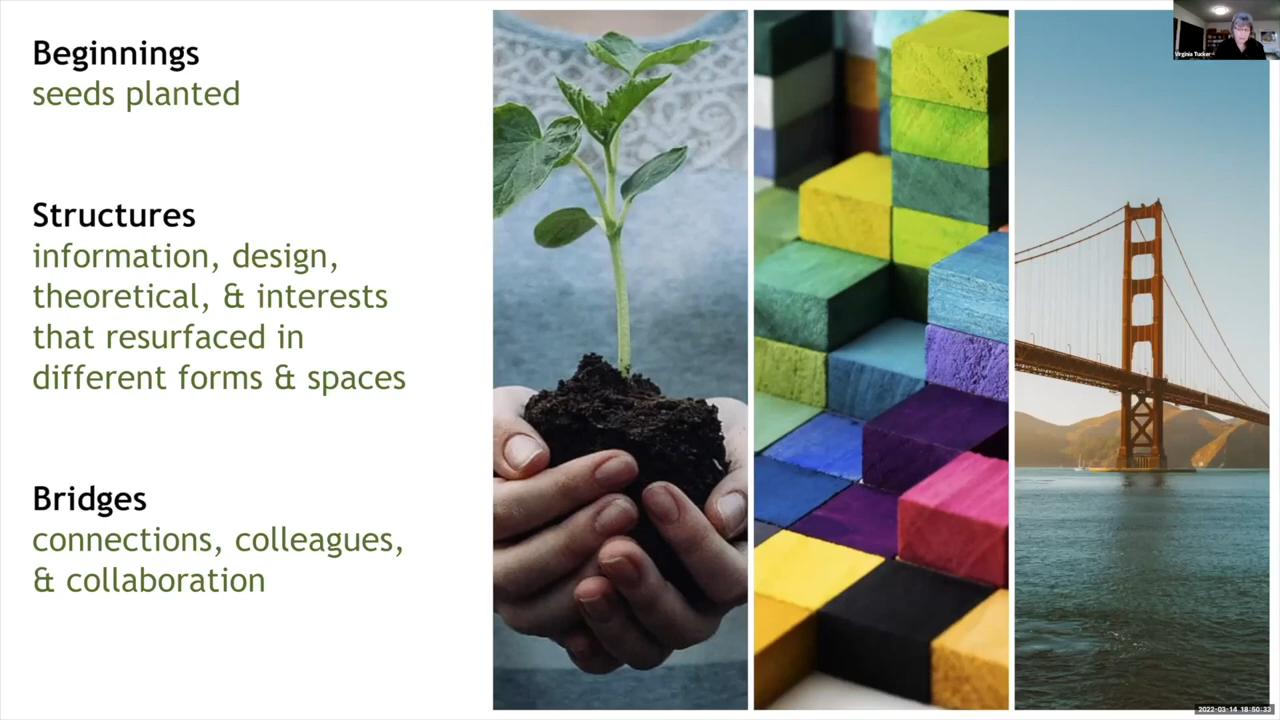 Beginnings
seeds planted
Structures
information, design,
theoretical, & interests
that resurfaced in
different forms & spaces
Bridges
connections, colleagues,
& collaboration
Virginia Tucker
2022-03-14 18:50:33